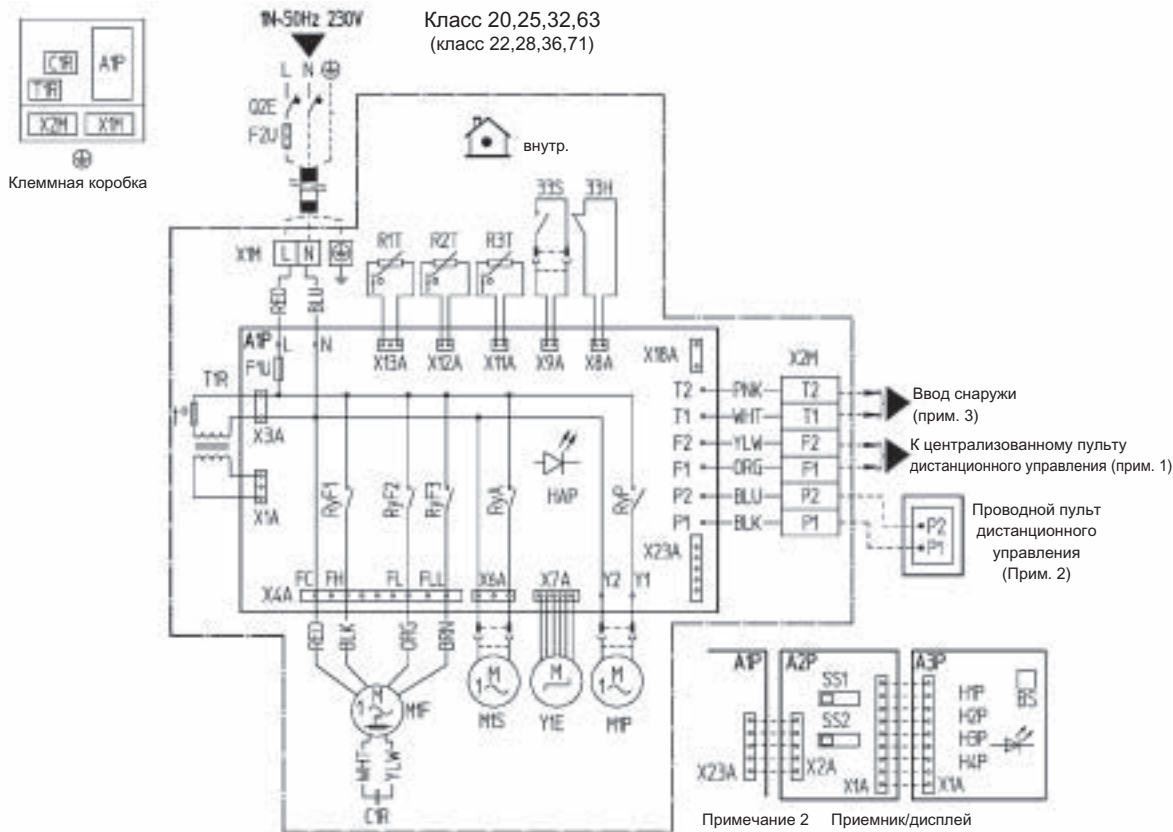 1N~50Hz 230V
Класс 20,25,32,63
(класс 22,28,36,71)
C1R
A1P
T1R
X2M
X1M
Клеммная коробка
L N
Q2E
F2U
внутр.
33S
33H
X1M
L N
R1T
R2T
R3T
RED
BLU
A1P
L
N
X13A
X12A
X11A
X9A
X8A
X18A
X2M
F1U
T1R
X3A
X1A
T2
PNK
T2
T1
WHT
T1
F2
YLW
F2
F1
ORG
F1
P2
BLU
P2
P1
BLK
P1
Ввод снаружи
(прим. 3)
К централизованному пульту
дистанционного управления (прим. 1)
P2
P1
Проводной пульт
дистанционного
управления
(Прим. 2)
RyF1
RyF2
RyF3
RyA
HAP
RyP
X23A
X4A
FC
FH
FL
FLL
X6A
X7A
Y2
Y1
RED
BLK
ORG
BRN
M
1~
M1F
M
1~
M1S
M
Y1E
M
1~
M1P
WHT
YLW
C1R
A1P
A2P
A3P
SS1
SS2
X23A
X2A
X1A
X1A
H1P
H2P
H3P
H4P
BS
Примечание 2
Приемник/дисплей